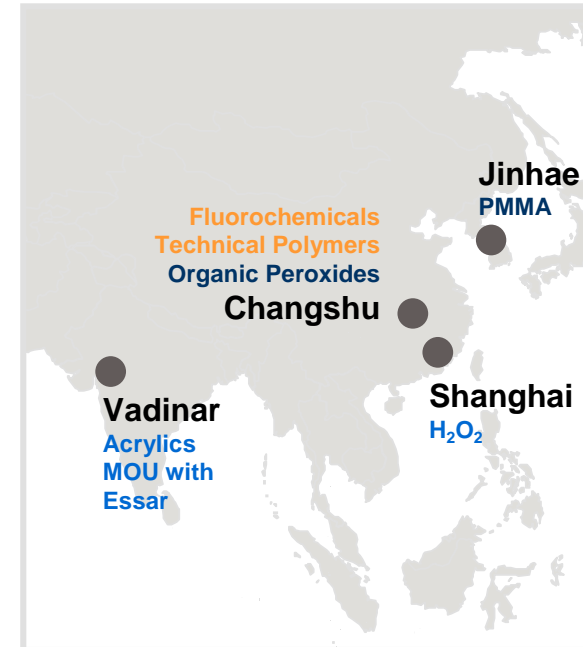 Jinhae
PMMA
Fluorochemicals
Technical Polymers
Organic Peroxides
Changshu
Shanghai
H₂O₂
Vadinar
Acrylics
MOU with
Essar